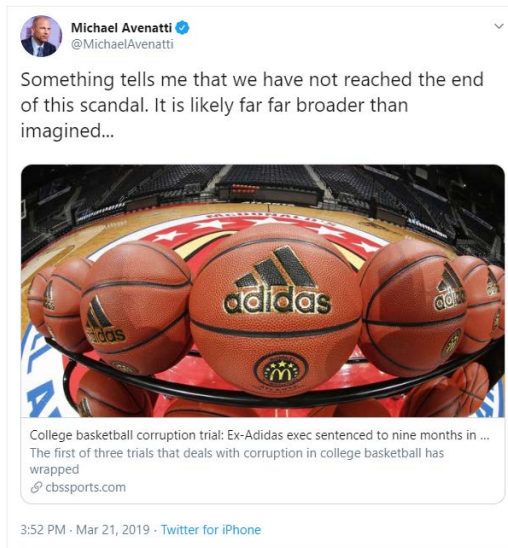 Michael Avenatti
@MichaelAvenatti
Something tells me that we have not reached the end
of this scandal. It is likely far far broader than
imagined...
McDONALD'S
adidas
adidas
adidas
College basketball corruption trial: Ex-Adidas exec sentenced to nine months in ...
The first of three trials that deals with corruption in college basketball has
wrapped
cbssports.com
3:52 PM · Mar 21, 2019 · Twitter for iPhone